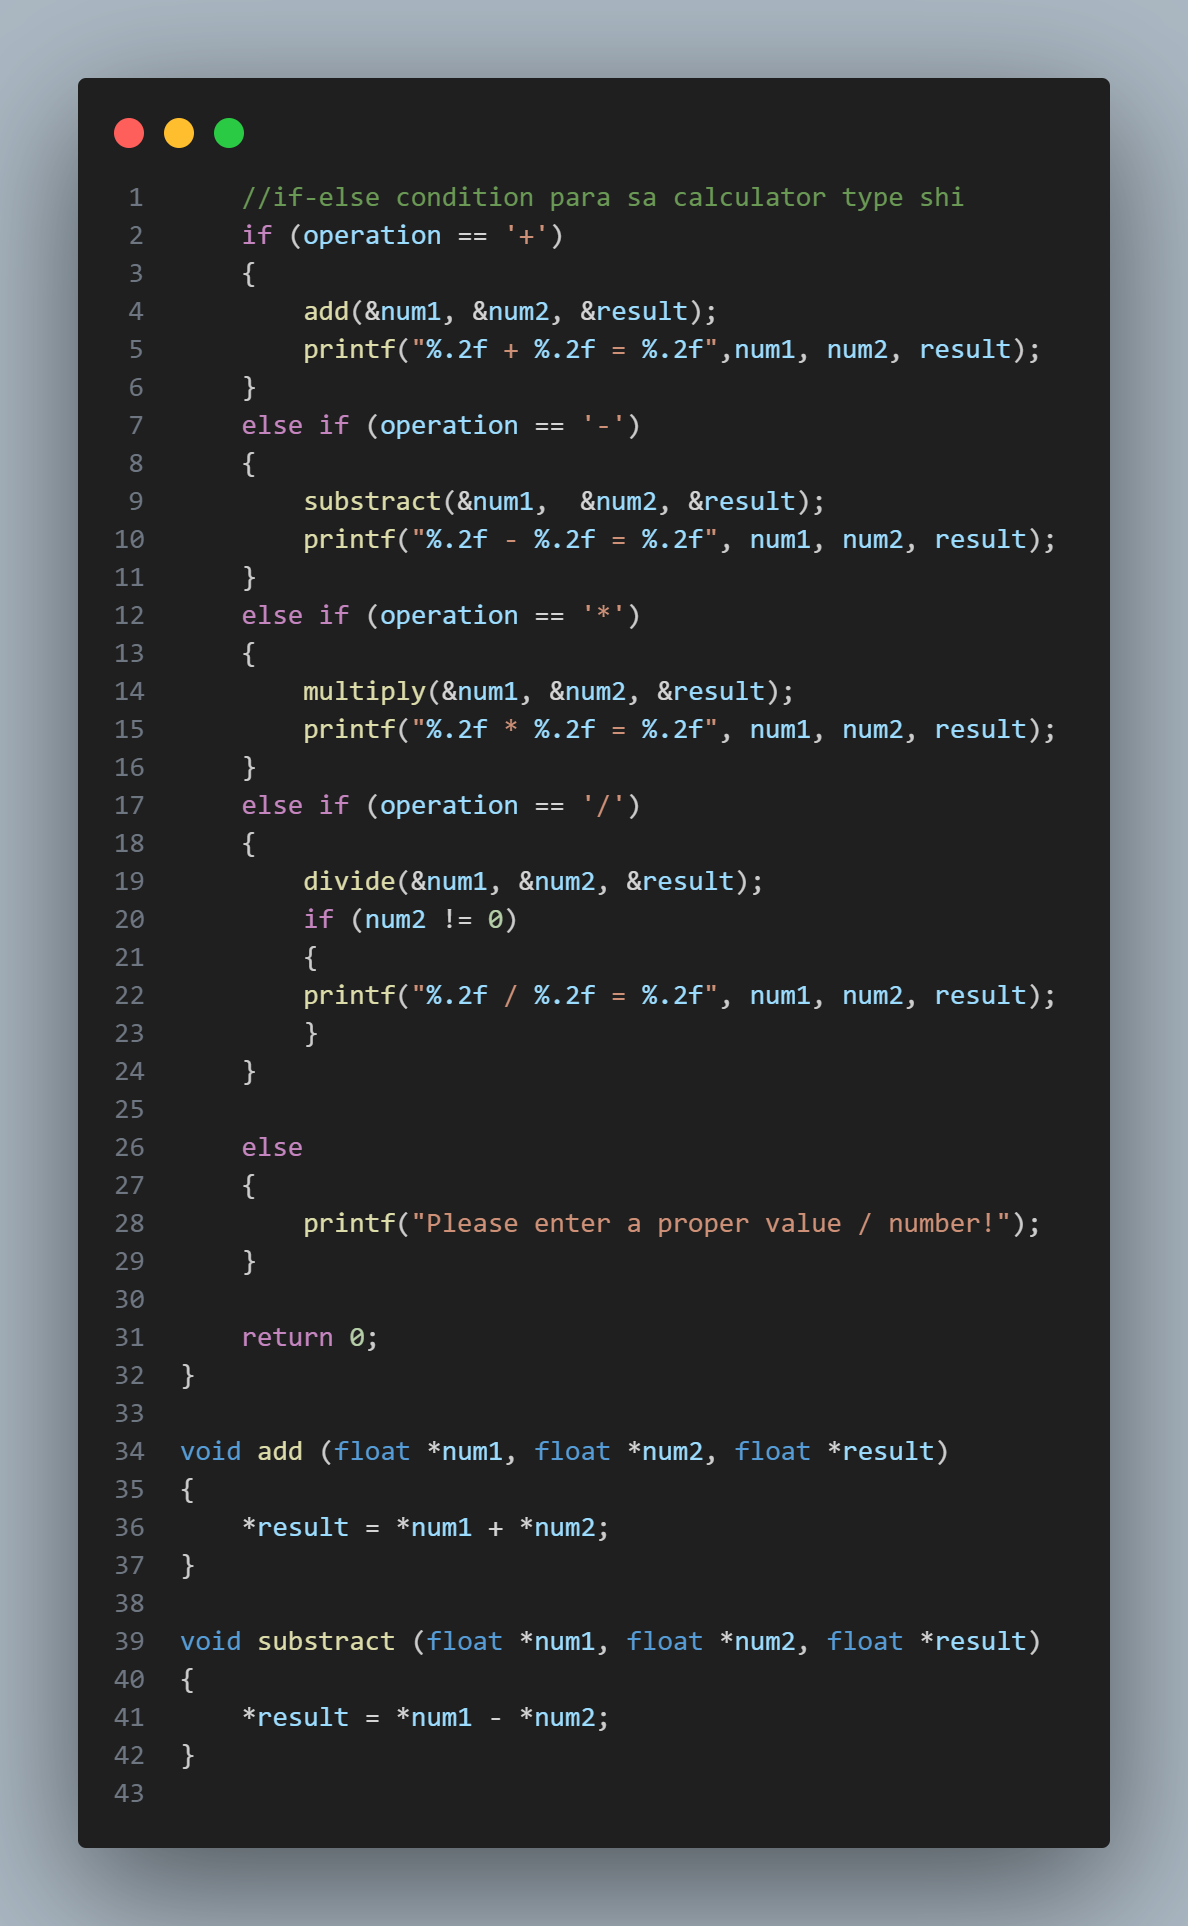 1    //if-else condition para sa calculator type shi
2    if (operation == '+')
3    {
4        add(&num1, &num2, &result);
5        printf("%.2f + %.2f = %.2f",num1, num2, result);
6    }
7    else if (operation == '-')
8    {
9        substract(&num1,  &num2, &result);
10        printf("%.2f - %.2f = %.2f", num1, num2, result);
11    }
12    else if (operation == '*')
13    {
14        multiply(&num1, &num2, &result);
15        printf("%.2f * %.2f = %.2f", num1, num2, result);
16    }
17    else if (operation == '/')
18    {
19        divide(&num1, &num2, &result);
20        if (num2 != 0)
21        {
22        printf("%.2f / %.2f = %.2f", num1, num2, result);
23        }
24    }
25
26    else
27    {
28        printf("Please enter a proper value / number!");
29    }
30
31    return 0;
32 }
33
34 void add (float *num1, float *num2, float *result)
35 {
36    *result = *num1 + *num2;
37 }
38
39 void substract (float *num1, float *num2, float *result)
40 {
41    *result = *num1 - *num2;
42 }
43